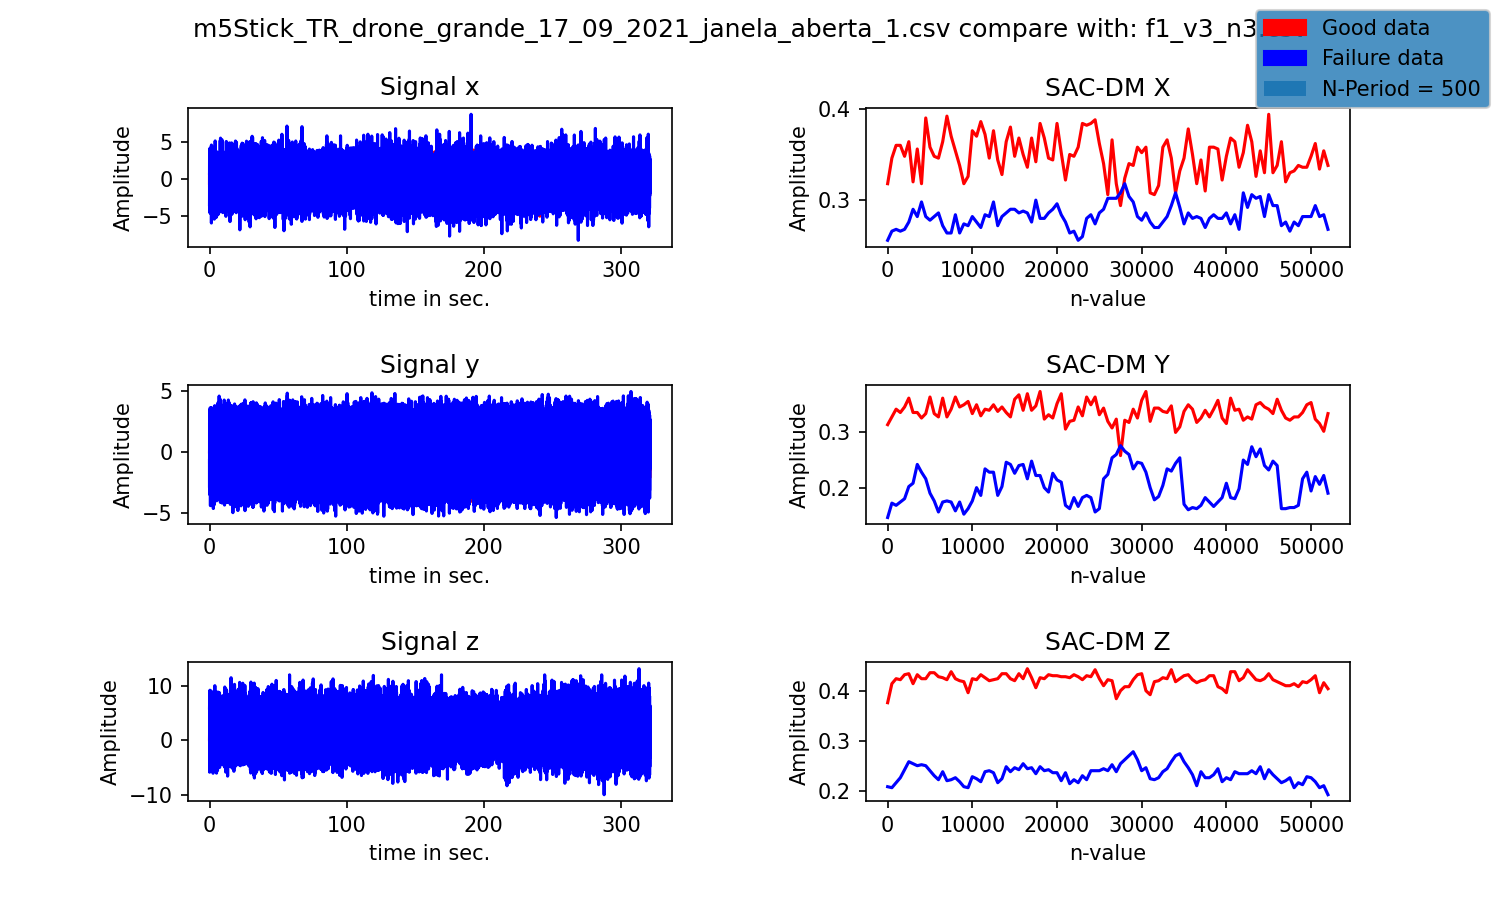 m5Stick_TR_drone_grande_17_09_2021_janela_aberta_1.csv compare with: f1_v3_n3
Good data
Failure data
N-Period = 500
Signal x
Amplitude
5
0
−5
0 100 200 300
time in sec.
SAC-DM X
Amplitude
0.4
0.3
0 10000 20000 30000 40000 50000
n-value
Signal y
Amplitude
5
0
−5
0 100 200 300
time in sec.
SAC-DM Y
Amplitude
0.3
0.2
0 10000 20000 30000 40000 50000
n-value
Signal z
Amplitude
10
0
−10
0 100 200 300
time in sec.
SAC-DM Z
Amplitude
0.4
0.3
0.2
0 10000 20000 30000 40000 50000
n-value